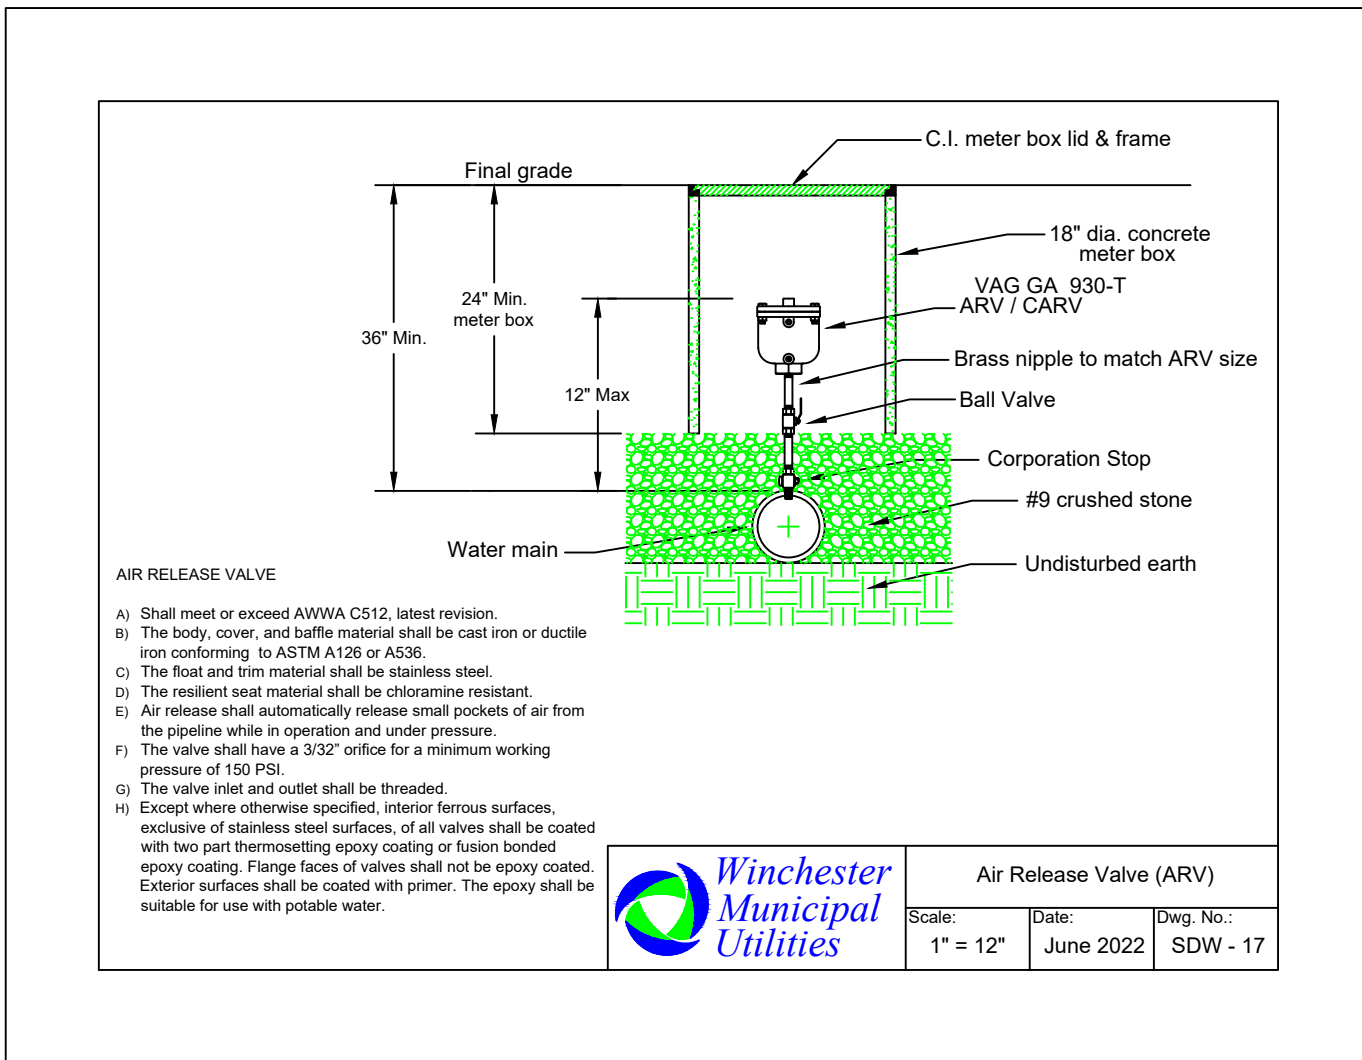 C.I. meter box lid & frame
Final grade
18" dia. concrete
meter box
VAG GA 930-T
ARV / CARV
24" Min.
meter box
36" Min.
12" Max
Brass nipple to match ARV size
Ball Valve
Corporation Stop
#9 crushed stone
Water main
Undisturbed earth
AIR RELEASE VALVE
A) Shall meet or exceed AWWA C512, latest revision.
B) The body, cover, and baffle material shall be cast iron or ductile
iron conforming to ASTM A126 or A536.
C) The float and trim material shall be stainless steel.
D) The resilient seat material shall be chloramine resistant.
E) Air release shall automatically release small pockets of air from
the pipeline while in operation and under pressure.
F) The valve shall have a 3/32” orifice for a minimum working
pressure of 150 PSI.
G) The valve inlet and outlet shall be threaded.
H) Except where otherwise specified, interior ferrous surfaces,
exclusive of stainless steel surfaces, of all valves shall be coated
with two part thermosetting epoxy coating or fusion bonded
epoxy coating. Flange faces of valves shall not be epoxy coated.
Exterior surfaces shall be coated with primer. The epoxy shall be
suitable for use with potable water.
Winchester
Municipal
Utilities
Air Release Valve (ARV)
Scale:
1" = 12"
Date:
June 2022
Dwg. No.:
SDW - 17